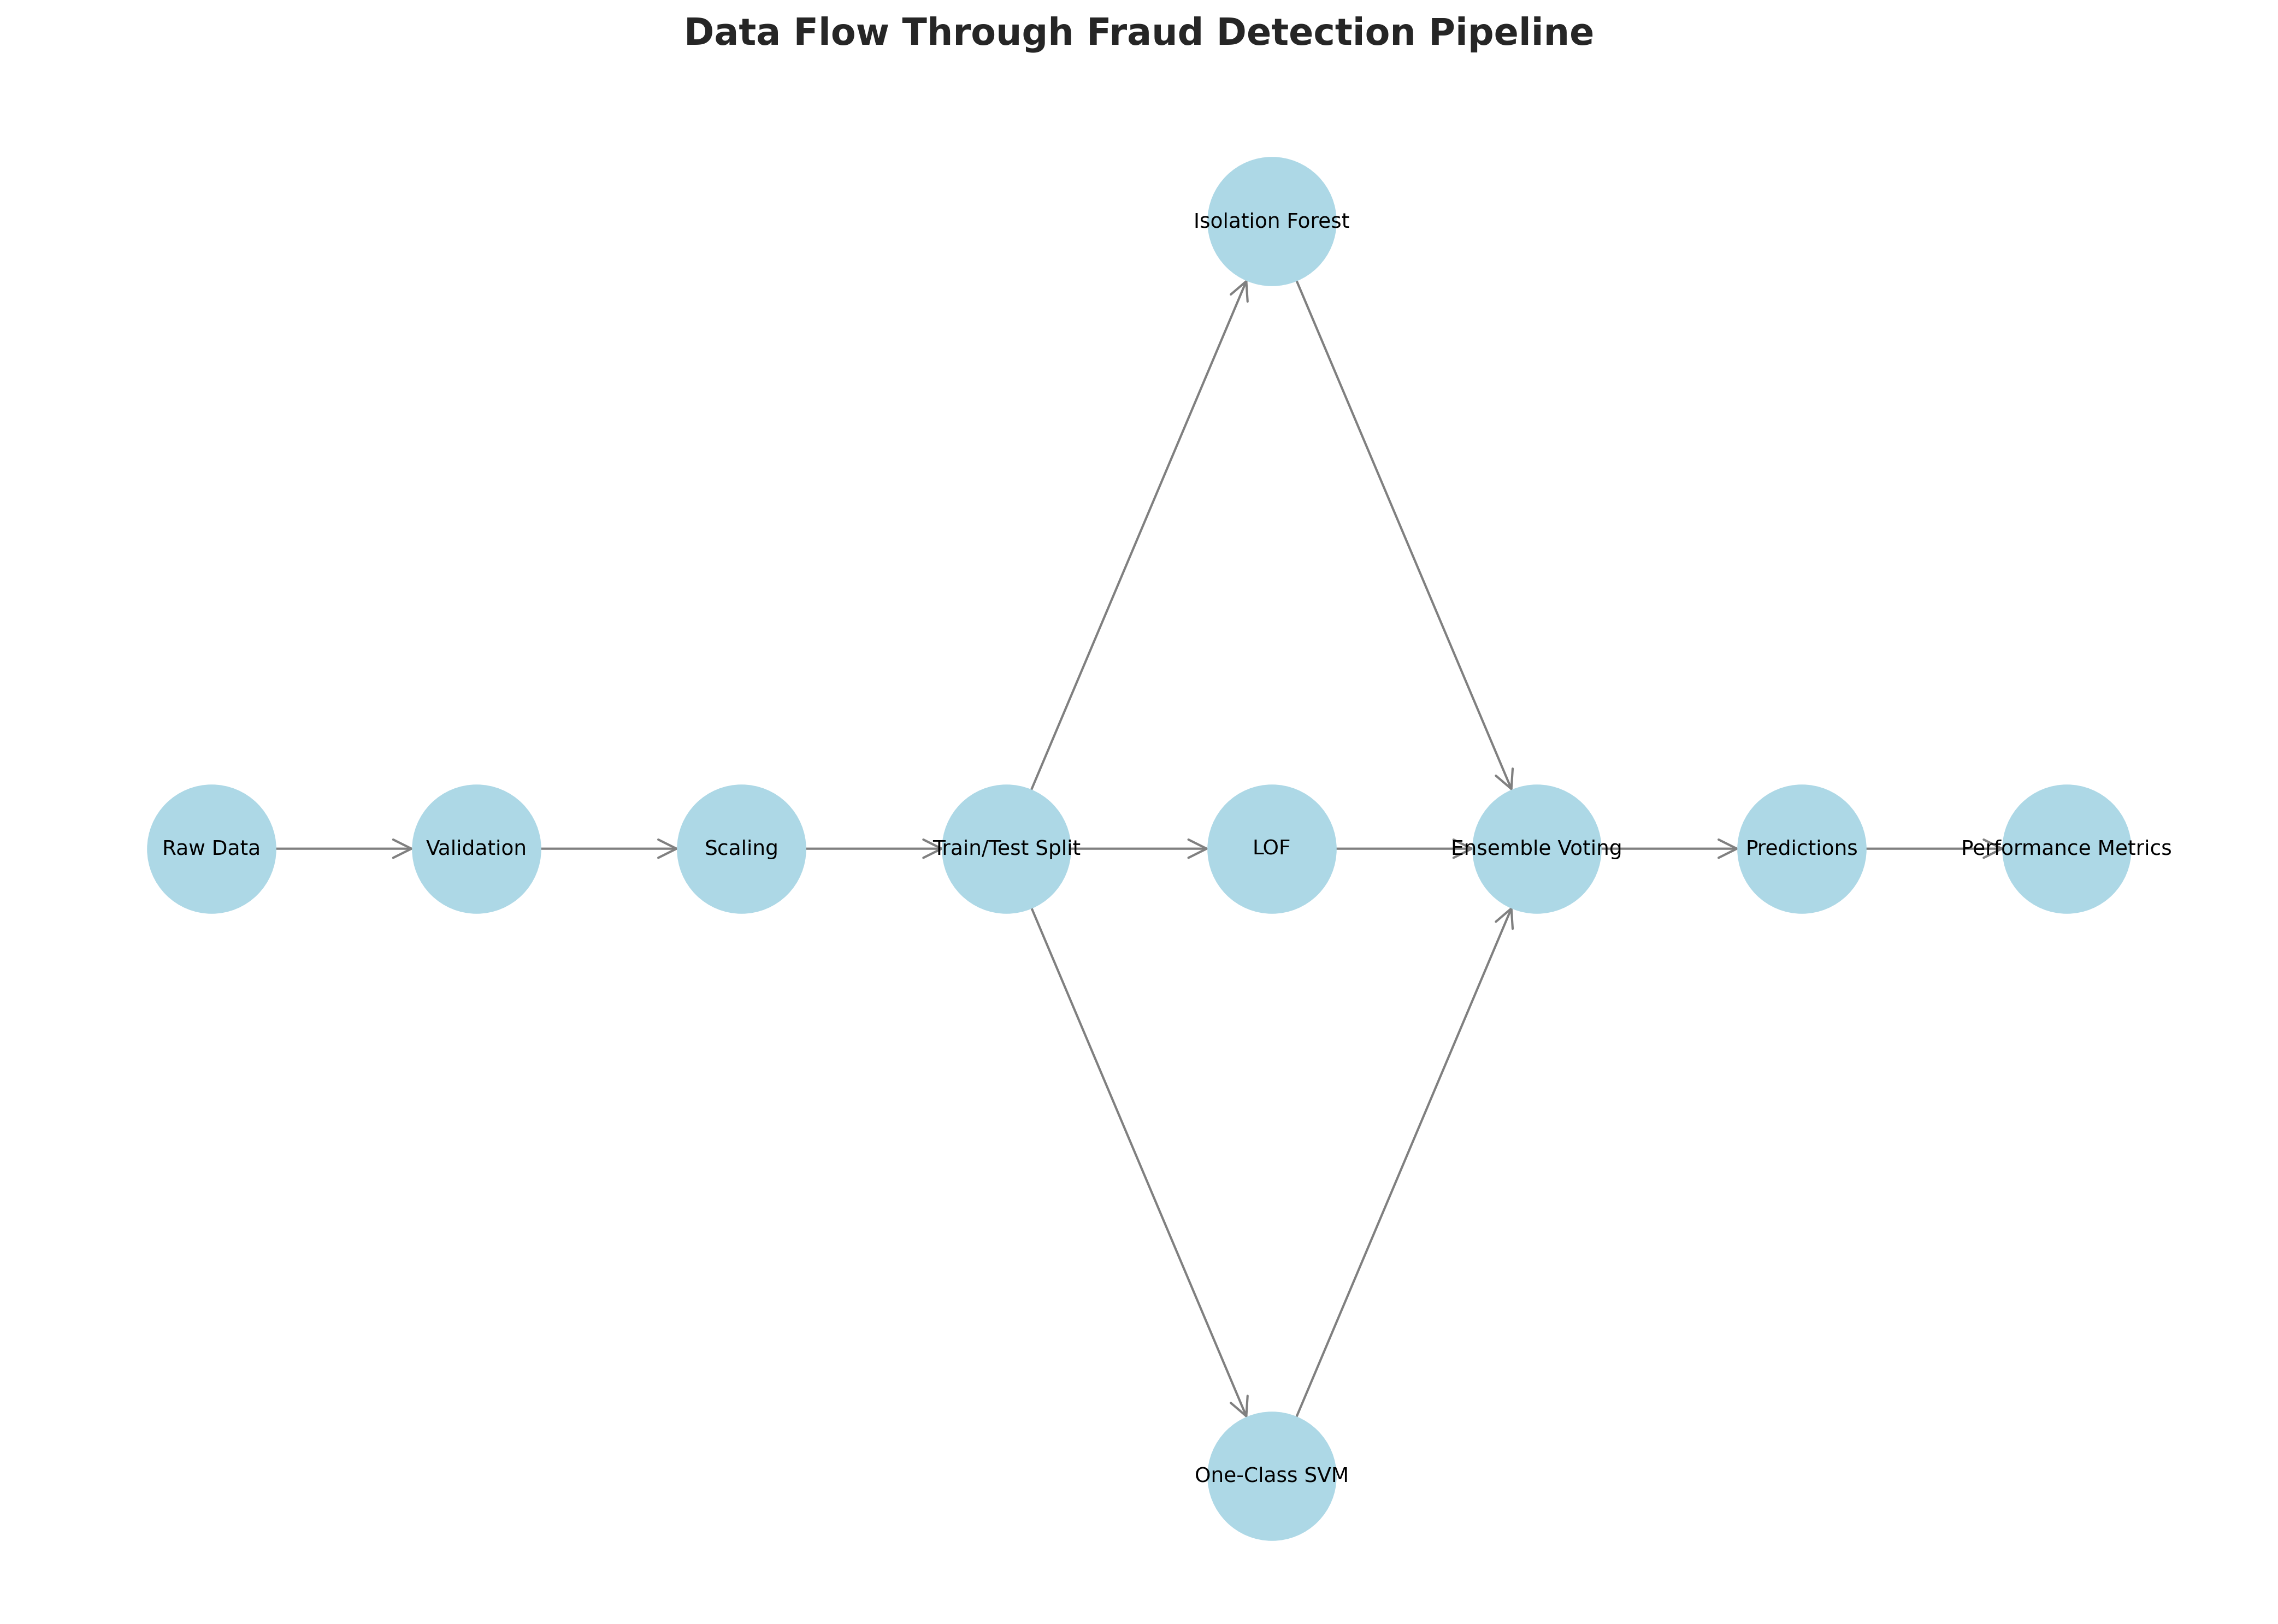 Data Flow Through Fraud Detection Pipeline
Isolation Forest
Raw Data
Validation
Scaling
Train/Test Split
LOF
Ensemble Voting
Predictions
Performance Metrics
One-Class SVM